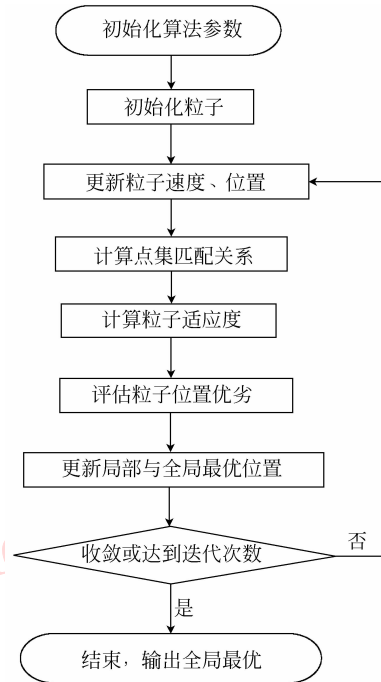 初始化算法参数
初始化粒子
更新粒子速度、位置
计算点集匹配关系
计算粒子适应度
评估粒子位置优劣
更新局部与全局最优位置
收敛或达到迭代次数
否
是
结束，输出全局最优